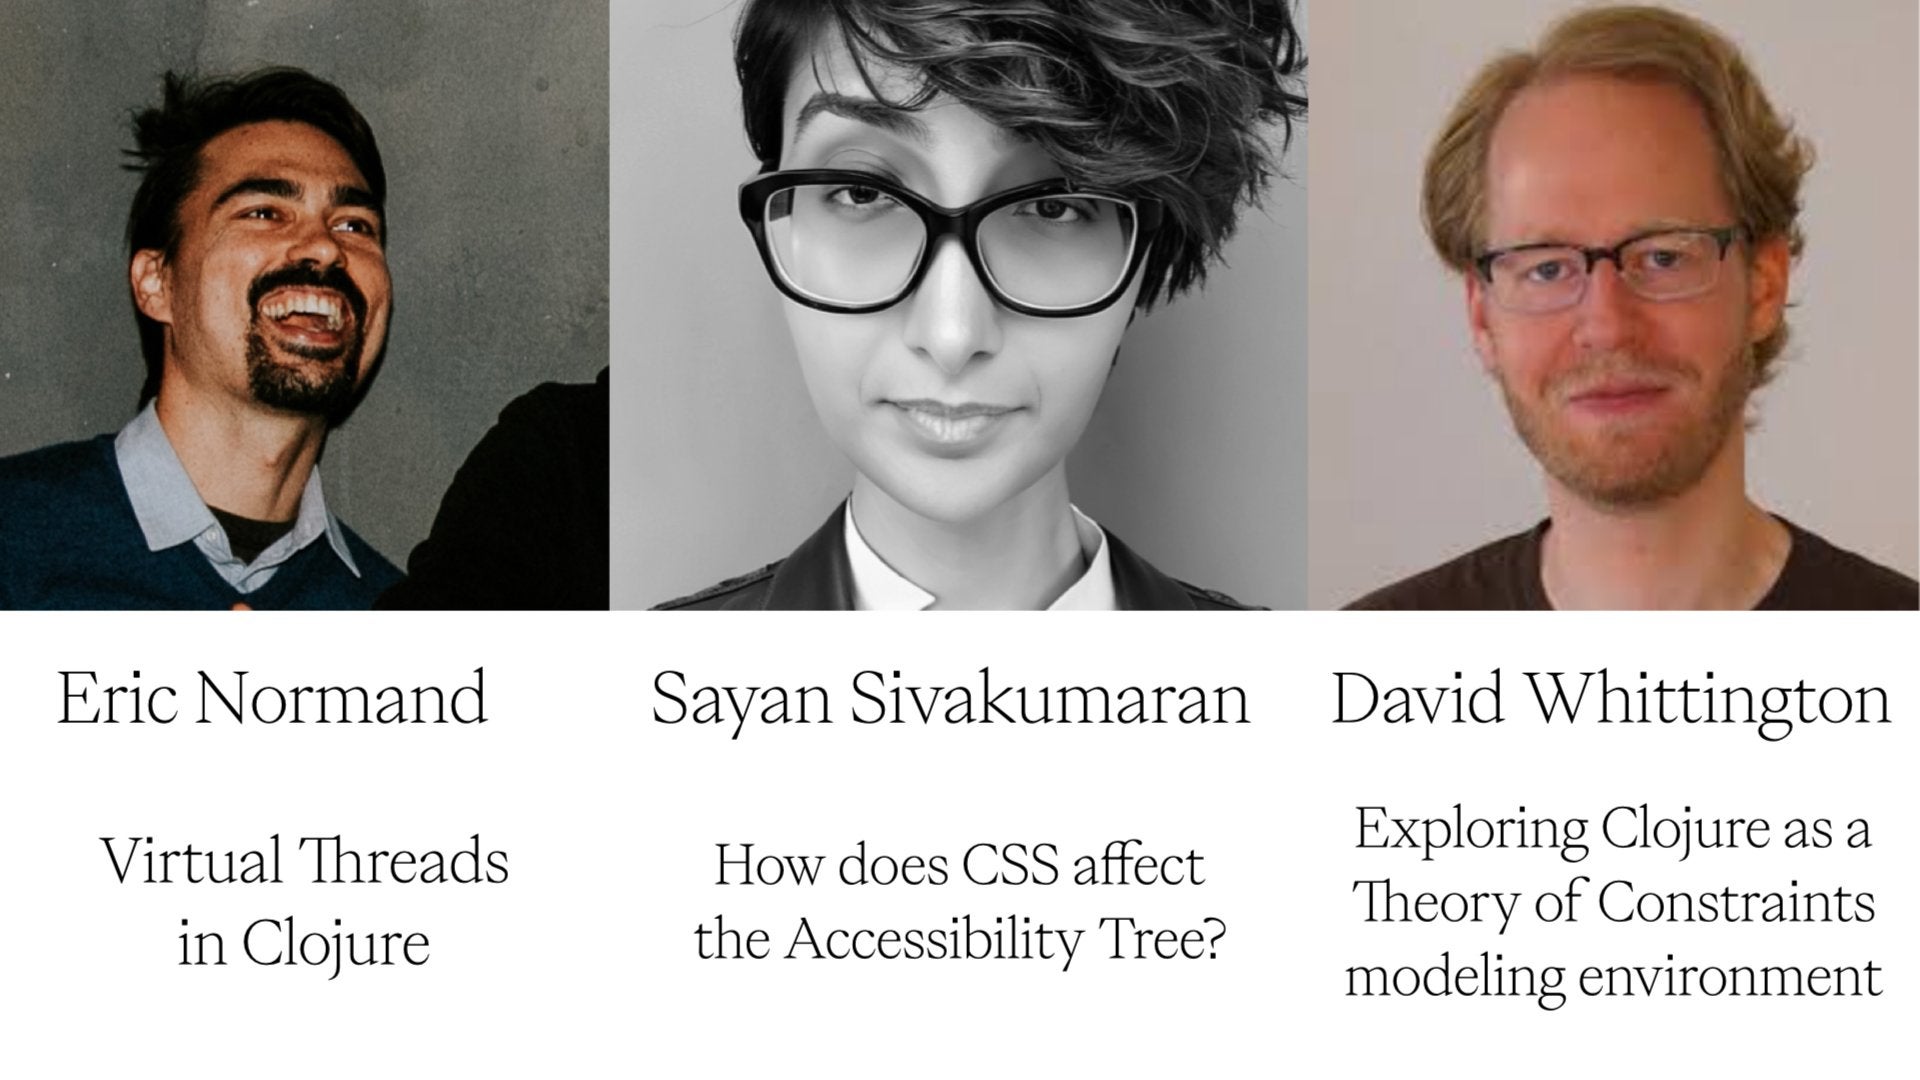 Eric Normand
Virtual Threads
in Clojure
Sayan Sivakumaran
How does CSS affect
the Accessibility Tree?
David Whittington
Exploring Clojure as a
Theory of Constraints
modeling environment